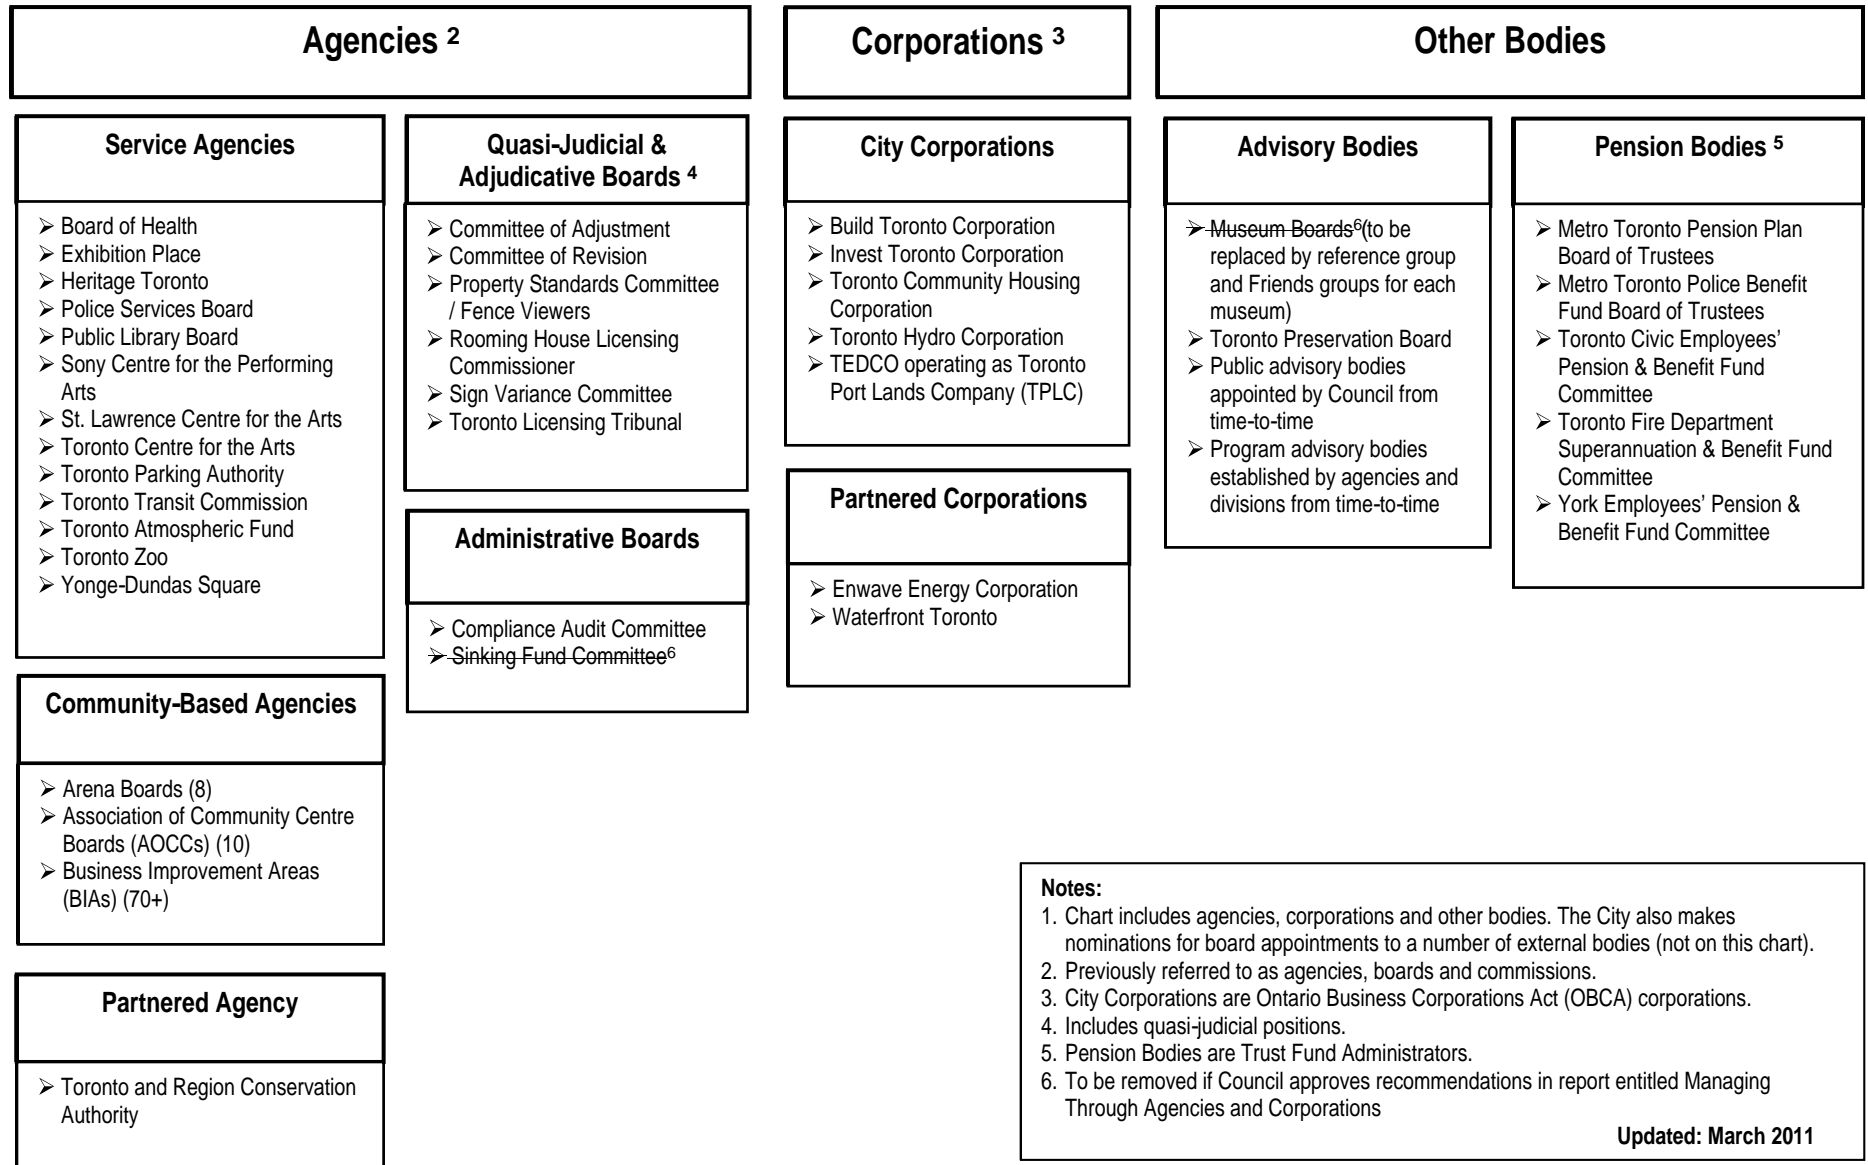 Agencies 2
Service Agencies
➢ Board of Health
➢ Exhibition Place
➢ Heritage Toronto
➢ Police Services Board
➢ Public Library Board
➢ Sony Centre for the Performing
Arts
➢ St. Lawrence Centre for the Arts
➢ Toronto Centre for the Arts
➢ Toronto Parking Authority
➢ Toronto Transit Commission
➢ Toronto Atmospheric Fund
➢ Toronto Zoo
➢ Yonge-Dundas Square
Community-Based Agencies
➢ Arena Boards (8)
➢ Association of Community Centre
Boards (AOCCs) (10)
➢ Business Improvement Areas
(BIAs) (70+)
Partnered Agency
➢ Toronto and Region Conservation
Authority
Quasi-Judicial &
Adjudicative Boards 4
➢ Committee of Adjustment
➢ Committee of Revision
➢ Property Standards Committee
/ Fence Viewers
➢ Rooming House Licensing
Commissioner
➢ Sign Variance Committee
➢ Toronto Licensing Tribunal
Administrative Boards
➢ Compliance Audit Committee
➢ Sinking Fund Committee6
Corporations 3
City Corporations
➢ Build Toronto Corporation
➢ Invest Toronto Corporation
➢ Toronto Community Housing
Corporation
➢ Toronto Hydro Corporation
➢ TEDCO operating as Toronto
Port Lands Company (TPLC)
Partnered Corporations
➢ Enwave Energy Corporation
➢ Waterfront Toronto
Other Bodies
Advisory Bodies
➢ Museum Boards6(to be
replaced by reference group
and Friends groups for each
museum)
➢ Toronto Preservation Board
➢ Public advisory bodies
appointed by Council from
time-to-time
➢ Program advisory bodies
established by agencies and
divisions from time-to-time
Pension Bodies 5
➢ Metro Toronto Pension Plan
Board of Trustees
➢ Metro Toronto Police Benefit
Fund Board of Trustees
➢ Toronto Civic Employees’
Pension & Benefit Fund
Committee
➢ Toronto Fire Department
Superannuation & Benefit Fund
Committee
➢ York Employees’ Pension &
Benefit Fund Committee
Notes:
1. Chart includes agencies, corporations and other bodies. The City also makes
nominations for board appointments to a number of external bodies (not on this chart).
2. Previously referred to as agencies, boards and commissions.
3. City Corporations are Ontario Business Corporations Act (OBCA) corporations.
4. Includes quasi-judicial positions.
5. Pension Bodies are Trust Fund Administrators.
6. To be removed if Council approves recommendations in report entitled Managing
Through Agencies and Corporations
Updated: March 2011